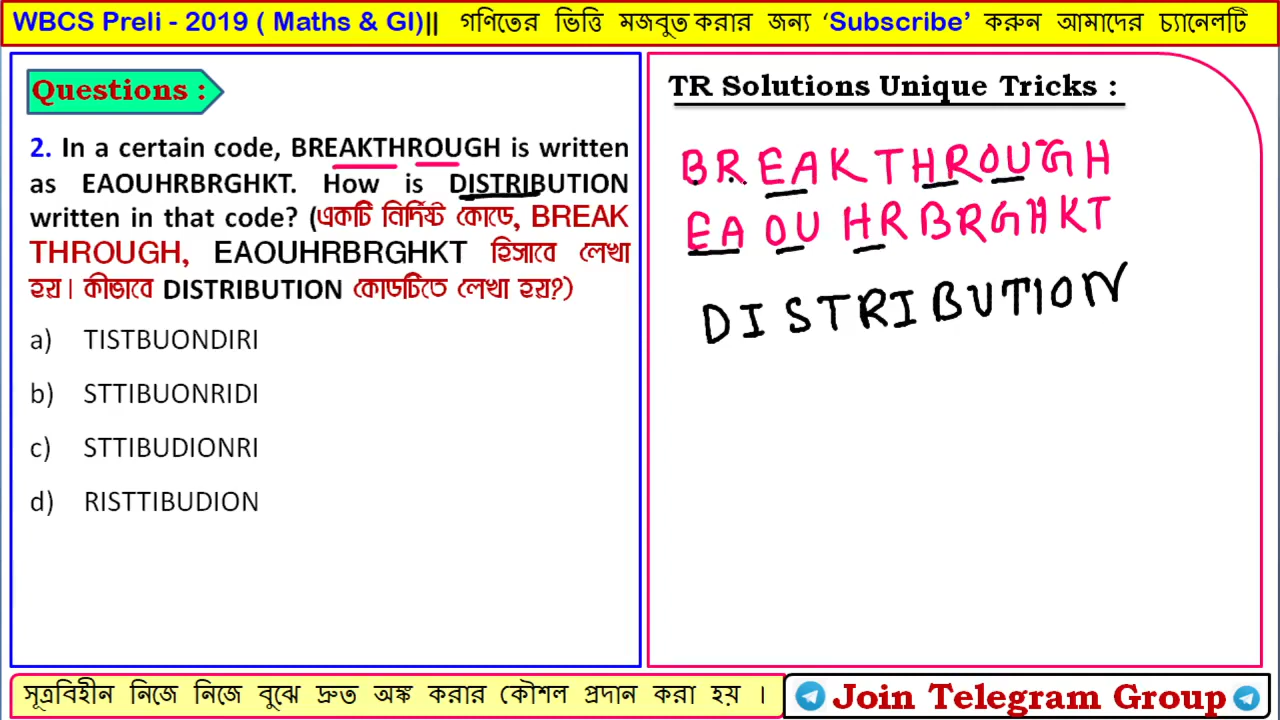 WBCS Preli - 2019 ( Maths & GI)|| গণিতের ভিত্তি মজবুত করার জন্য ‘Subscribe’ করুন আমাদের চ্যানেলটি
Questions :
2. In a certain code, BREAKTHROUGH is written
as EAOUHRBRGHKT. How is DISTRIBUTION
written in that code? (একটি নির্দিষ্ট কোডে, BREAK
THROUGH, EAOUHRBRGHKT হিসাবে লেখা
হয়। কীভাবে DISTRIBUTION কোডটিতে লেখা হয়?)
a) TISTBUONDIRI
b) STTIBUONRIDI
c) STTIBUDIONRI
d) RISTTIBUDION
TR Solutions Unique Tricks :
BREAKTHROUGH
EAOUHRBRGHKT
DISTRIBUTION
সূত্রবিহীন নিজে নিজে বুঝে দ্রুত অঙ্ক করার কৌশল প্রদান করা হয় ।
Join Telegram Group